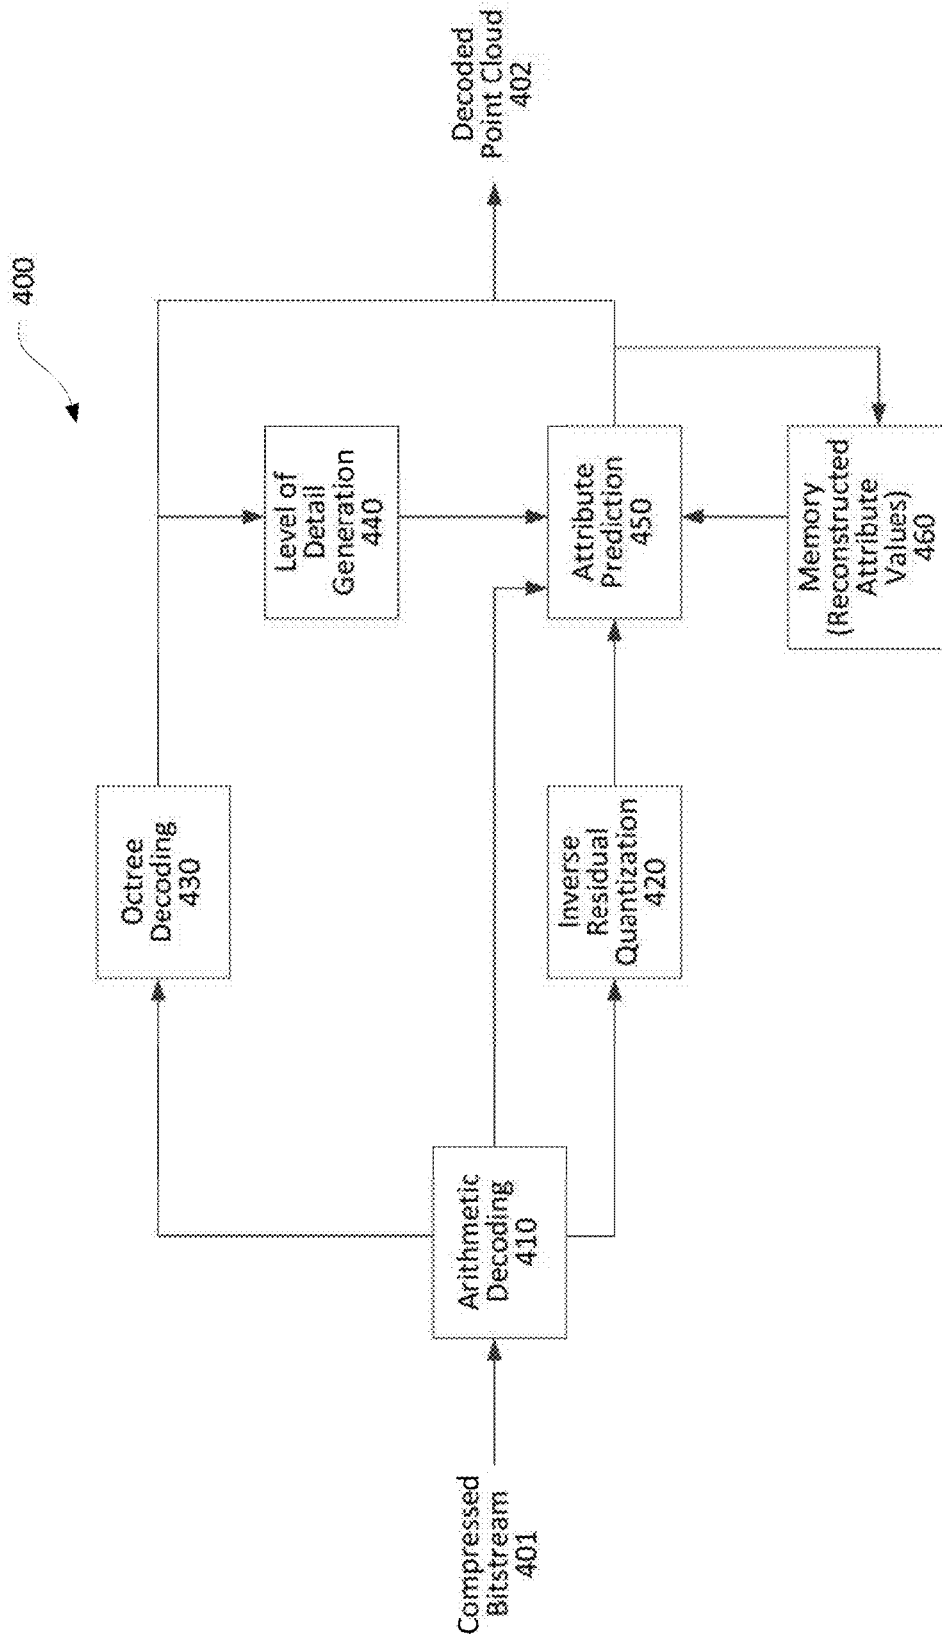 400
Compressed
Bitstream
401
Arithmetic
Decoding
410
Octree
Decoding
430
Inverse
Residual
Quantization
420
Level of
Detail
Generation
440
Attribute
Prediction
450
Memory
(Reconstructed
Attribute
Values)
460
Decoded
Point Cloud
402